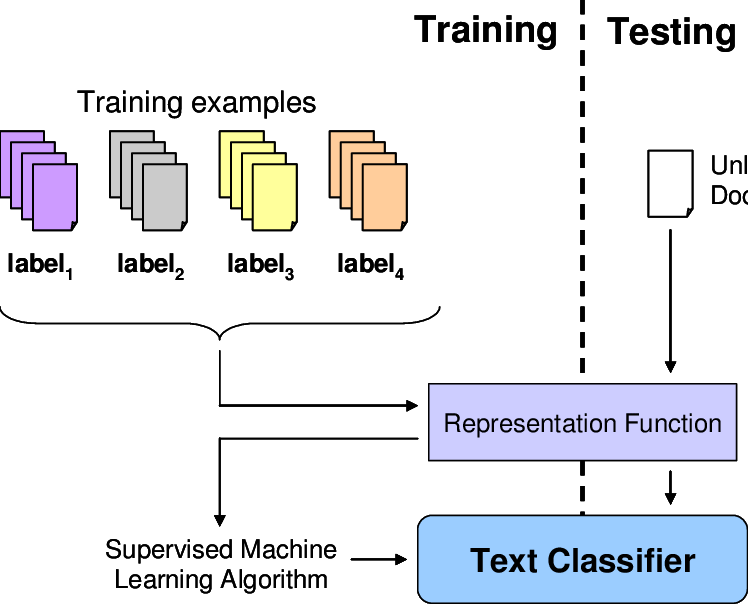 Training Testing
Training examples
label1 label2 label3 label4
Representation Function
Supervised Machine
Learning Algorithm
Text Classifier